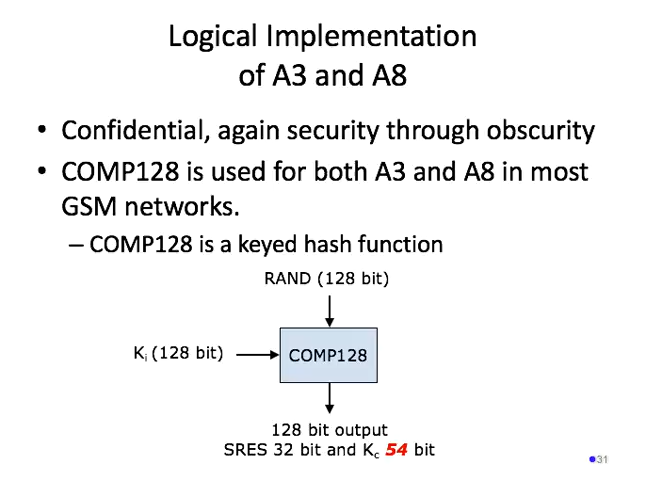 Logical Implementation
of A3 and A8
• Confidential, again security through obscurity
• COMP128 is used for both A3 and A8 in most
GSM networks.
– COMP128 is a keyed hash function
RAND (128 bit)
Ki (128 bit)
COMP128
128 bit output
SRES 32 bit and Kc 54 bit
31